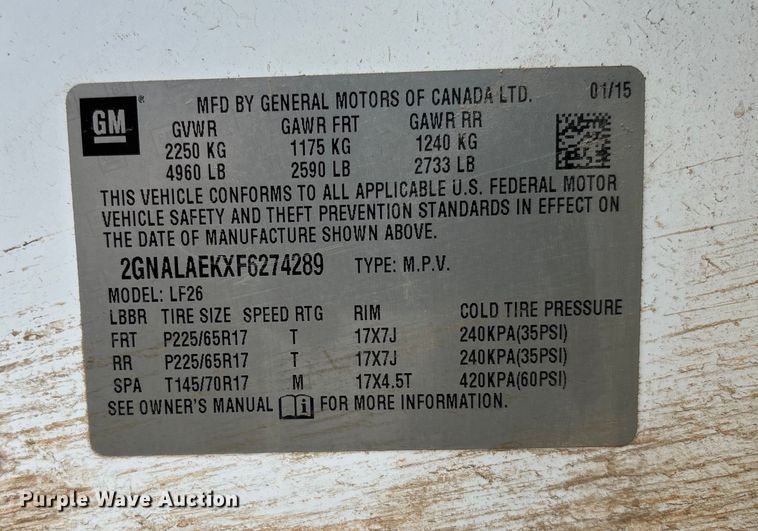 GM ® MFD BY GENERAL MOTORS OF CANADA LTD. 01/15
GVWR GAWR FRT GAWR RR
2250 KG 1175 KG 1240 KG
4960 LB 2590 LB 2733 LB
THIS VEHICLE CONFORMS TO ALL APPLICABLE U.S. FEDERAL MOTOR
VEHICLE SAFETY AND THEFT PREVENTION STANDARDS IN EFFECT ON
THE DATE OF MANUFACTURE SHOWN ABOVE.
2GNALAEKXF6274289 TYPE: M.P.V.
MODEL: LF26
LBBR TIRE SIZE SPEED RTG RIM COLD TIRE PRESSURE
FRT P225/65R17 T 17X7J 240KPA(35PSI)
RR P225/65R17 T 17X7J 240KPA(35PSI)
SPA T145/70R17 M 17X4.5T 420KPA(60PSI)
SEE OWNER'S MANUAL i FOR MORE INFORMATION.
Purple Wave Auction